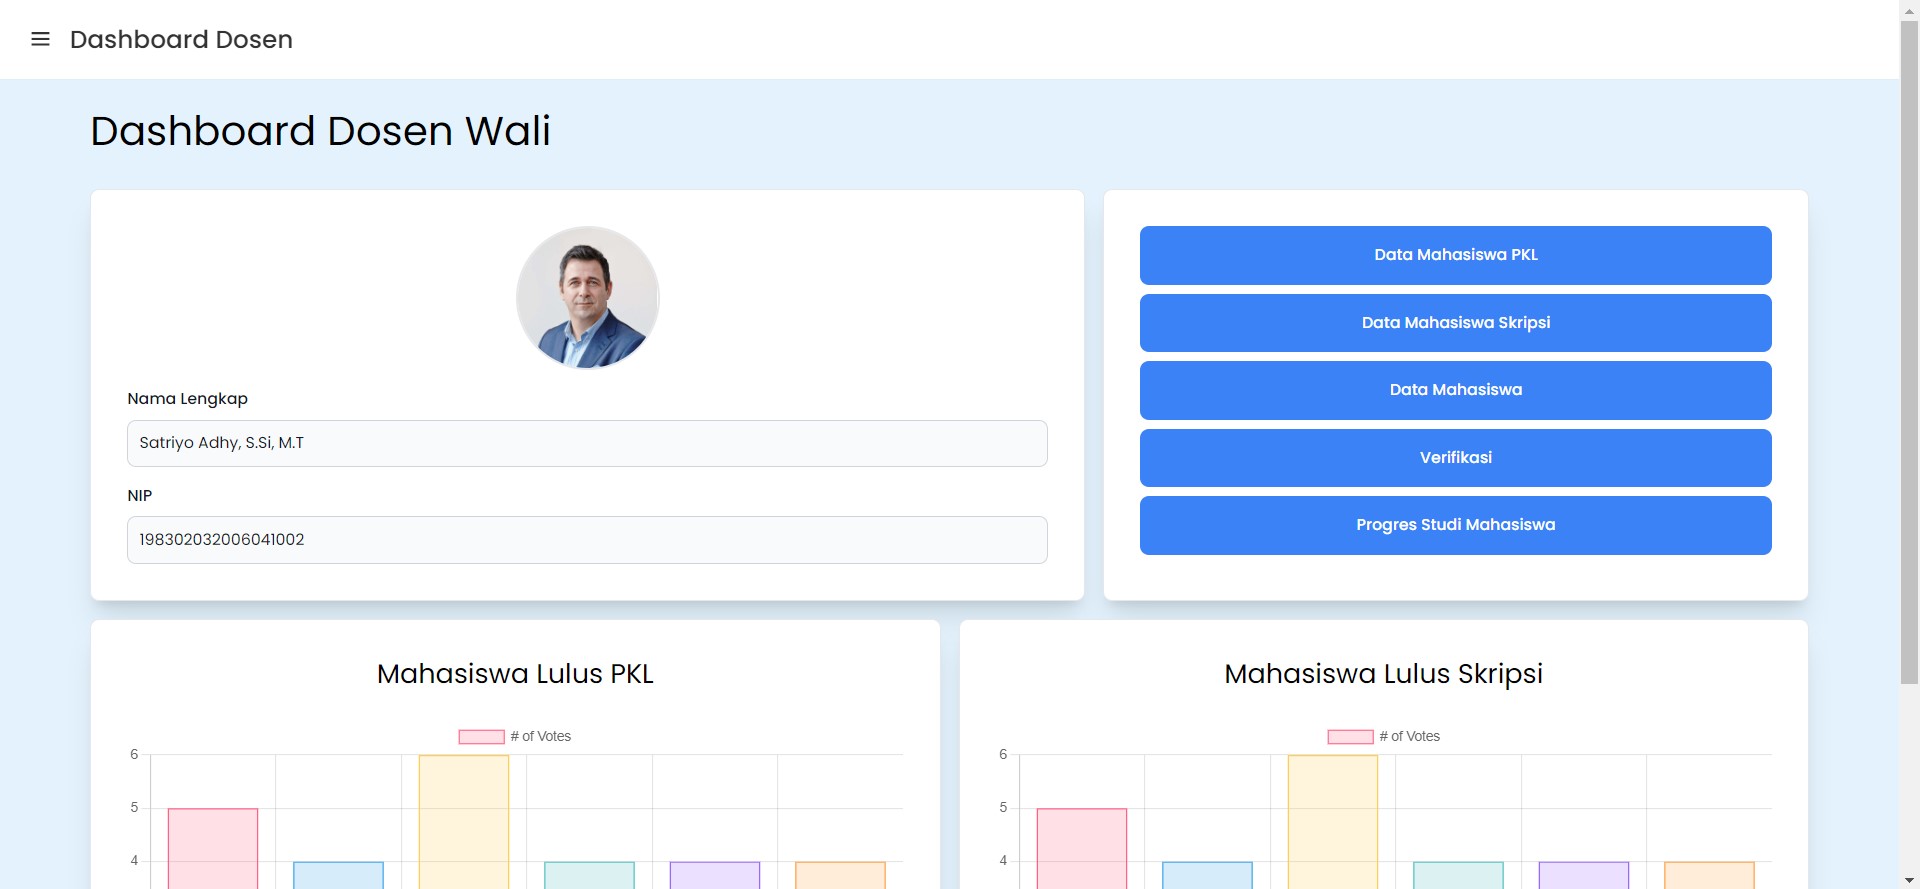 Dashboard Dosen
Dashboard Dosen Wali
Nama Lengkap
Satriyo Adhy, S.Si, M.T
NIP
198302032006041002
Data Mahasiswa PKL
Data Mahasiswa Skripsi
Data Mahasiswa
Verifikasi
Progres Studi Mahasiswa
Mahasiswa Lulus PKL
# of Votes
6
5
4
Mahasiswa Lulus Skripsi
# of Votes
6
5
4